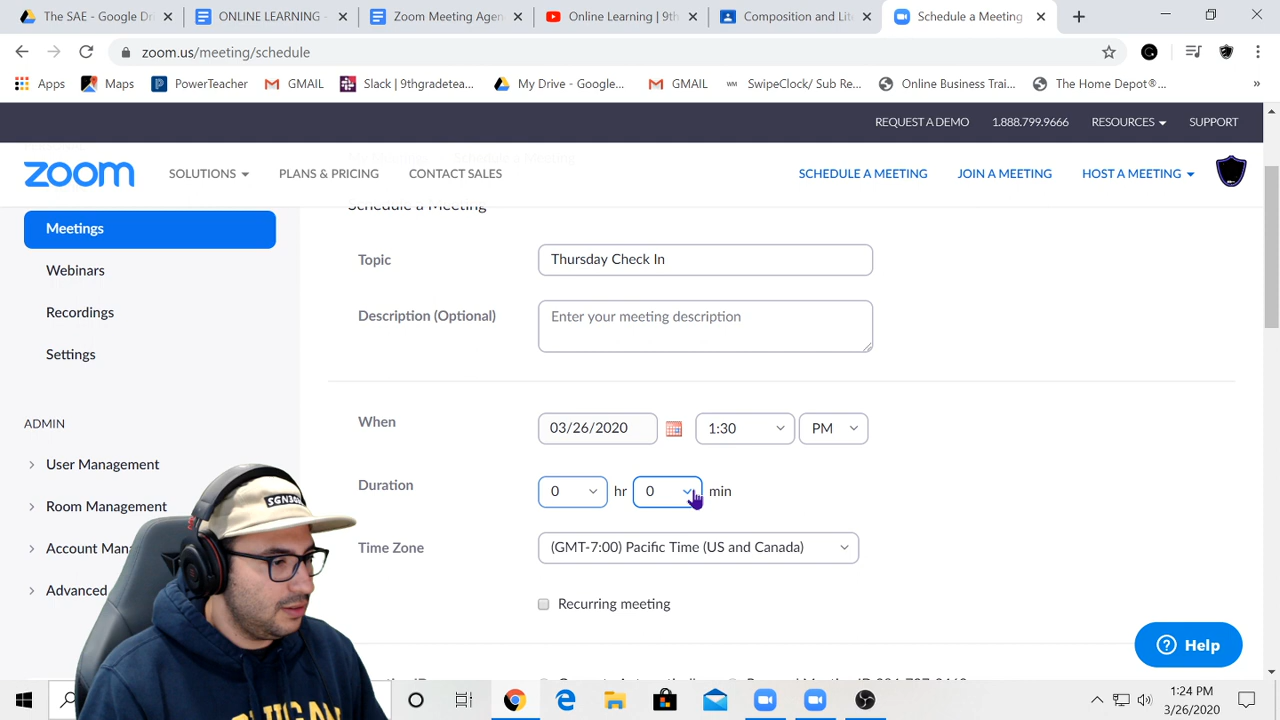 The SAE - Google Dri
ONLINE LEARNING -
Zoom Meeting Agen
Online Learning | 9th
Composition and Lit
Schedule a Meeting
zoom.us/meeting/schedule
Apps
Maps
PowerTeacher
GMAIL
Slack | 9thgradetea...
My Drive - Google...
GMAIL
SwipeClock/ Sub Re...
Online Business Trai...
The Home Depot®...
REQUEST A DEMO
1.888.799.9666
RESOURCES
SUPPORT
zoom
SOLUTIONS
PLANS & PRICING
CONTACT SALES
SCHEDULE A MEETING
JOIN A MEETING
HOST A MEETING
Schedule a Meeting
Meetings
Webinars
Recordings
Settings
ADMIN
User Management
Room Management
Account Man
Advanced
Topic
Thursday Check In
Description (Optional)
Enter your meeting description
When
03/26/2020
1:30
PM
Duration
0
hr
0
min
Time Zone
(GMT-7:00) Pacific Time (US and Canada)
Recurring meeting
Help
1:24 PM
3/26/2020